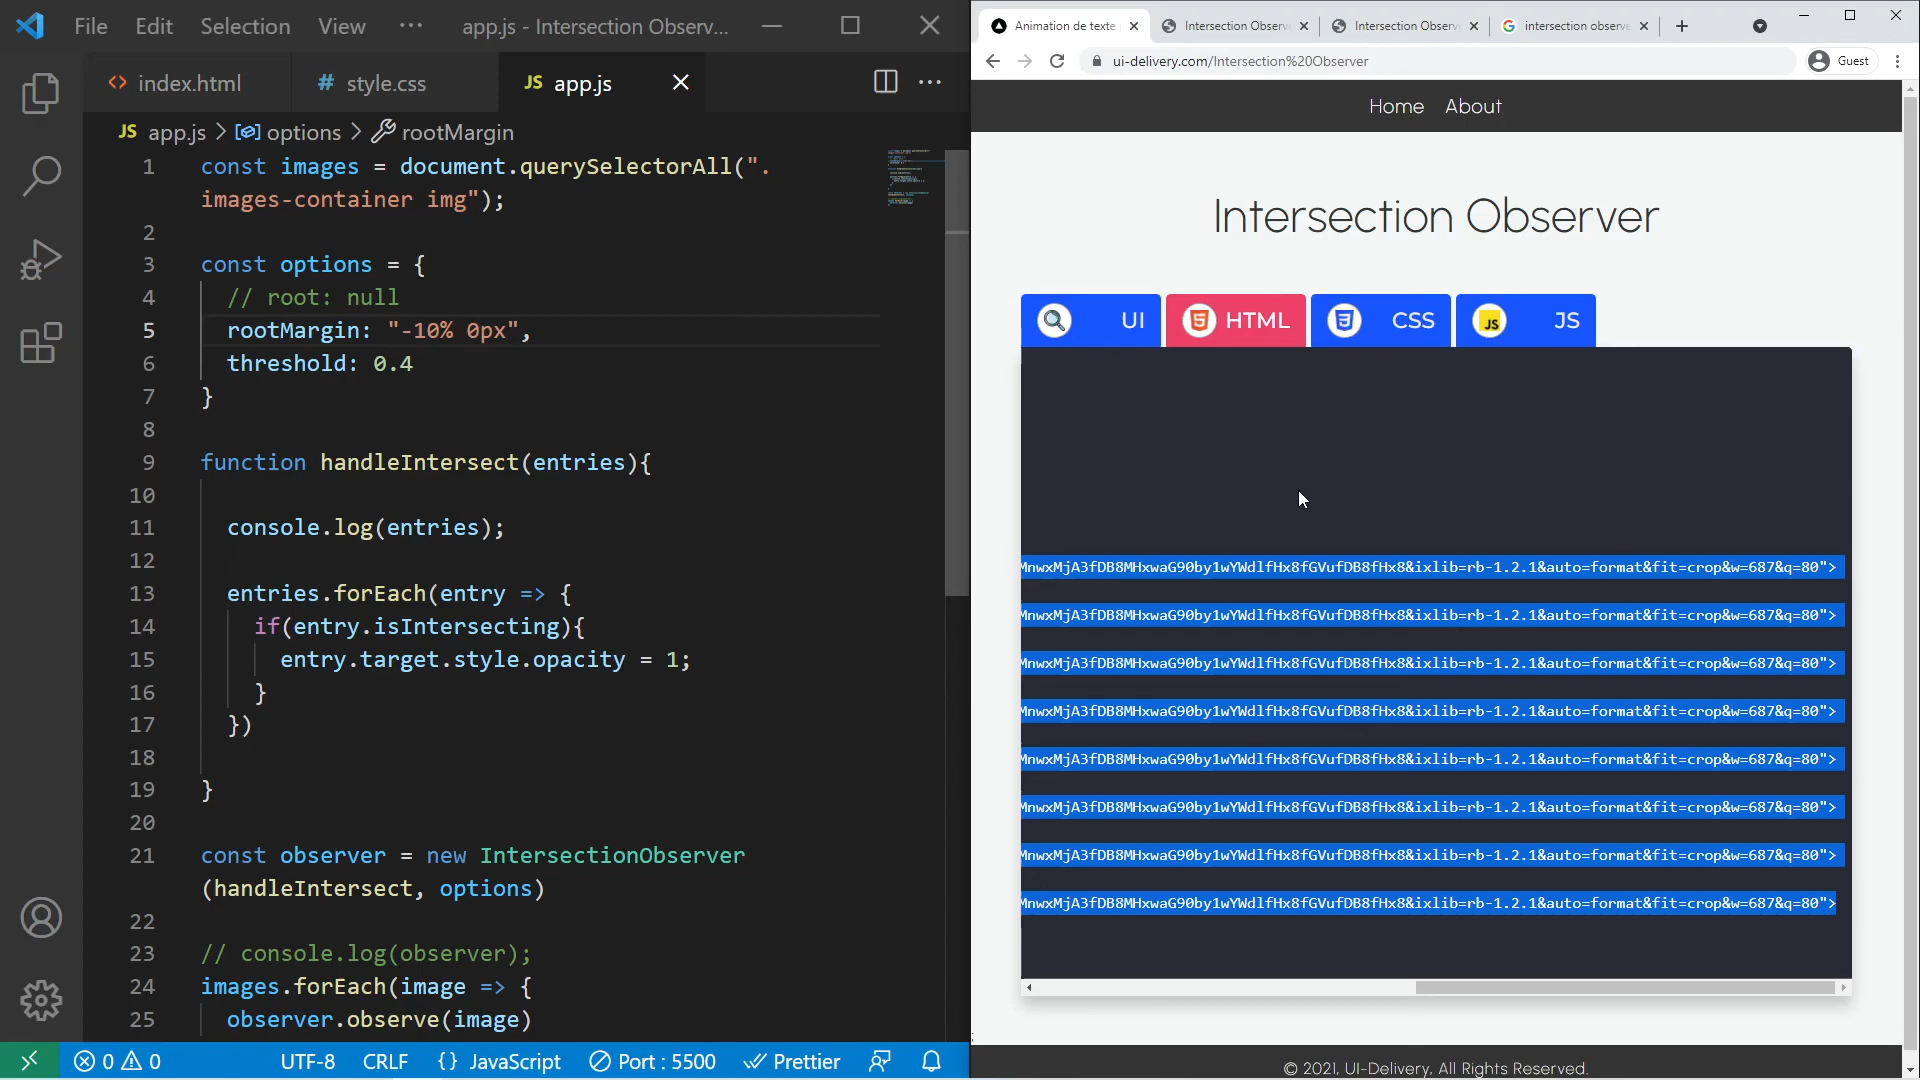 File Edit Selection View ··· app.js - Intersection Observ...
index.html
# style.css
JS app.js
JS app.js > options > rootMargin
1 const images = document.querySelectorAll(".
images-container img");
2
3 const options = {
4 // root: null
5 rootMargin: "-10% 0px",
6 threshold: 0.4
7 }
8
9 function handleIntersect(entries){
10
11 console.log(entries);
12
13 entries.forEach(entry => {
14 if(entry.isIntersecting){
15 entry.target.style.opacity = 1;
16 }
17 })
18
19 }
20
21 const observer = new IntersectionObserver
(handleIntersect, options)
22
23 // console.log(observer);
24 images.forEach(image => {
25 observer.observe(image)
0 0 UTF-8 CRLF {} JavaScript Port : 5500 Prettier
Animation de texte
Intersection Observ
Intersection Observ
intersection observe
ui-delivery.com/Intersection%20Observer
Guest
Home About
Intersection Observer
UI
HTML
CSS
JS JS
MnwxMjA3fDB8MHxwaG90by1wYWdlfHx8fGVufDB8fHx8&ixlib=rb-1.2.1&auto=format&fit=crop&w=687&q=80">
MnwxMjA3fDB8MHxwaG90by1wYWdlfHx8fGVufDB8fHx8&ixlib=rb-1.2.1&auto=format&fit=crop&w=687&q=80">
MnwxMjA3fDB8MHxwaG90by1wYWdlfHx8fGVufDB8fHx8&ixlib=rb-1.2.1&auto=format&fit=crop&w=687&q=80">
MnwxMjA3fDB8MHxwaG90by1wYWdlfHx8fGVufDB8fHx8&ixlib=rb-1.2.1&auto=format&fit=crop&w=687&q=80">
MnwxMjA3fDB8MHxwaG90by1wYWdlfHx8fGVufDB8fHx8&ixlib=rb-1.2.1&auto=format&fit=crop&w=687&q=80">
MnwxMjA3fDB8MHxwaG90by1wYWdlfHx8fGVufDB8fHx8&ixlib=rb-1.2.1&auto=format&fit=crop&w=687&q=80">
MnwxMjA3fDB8MHxwaG90by1wYWdlfHx8fGVufDB8fHx8&ixlib=rb-1.2.1&auto=format&fit=crop&w=687&q=80">
MnwxMjA3fDB8MHxwaG90by1wYWdlfHx8fGVufDB8fHx8&ixlib=rb-1.2.1&auto=format&fit=crop&w=687&q=80">
© 2021, UI-Delivery, All Rights Reserved.